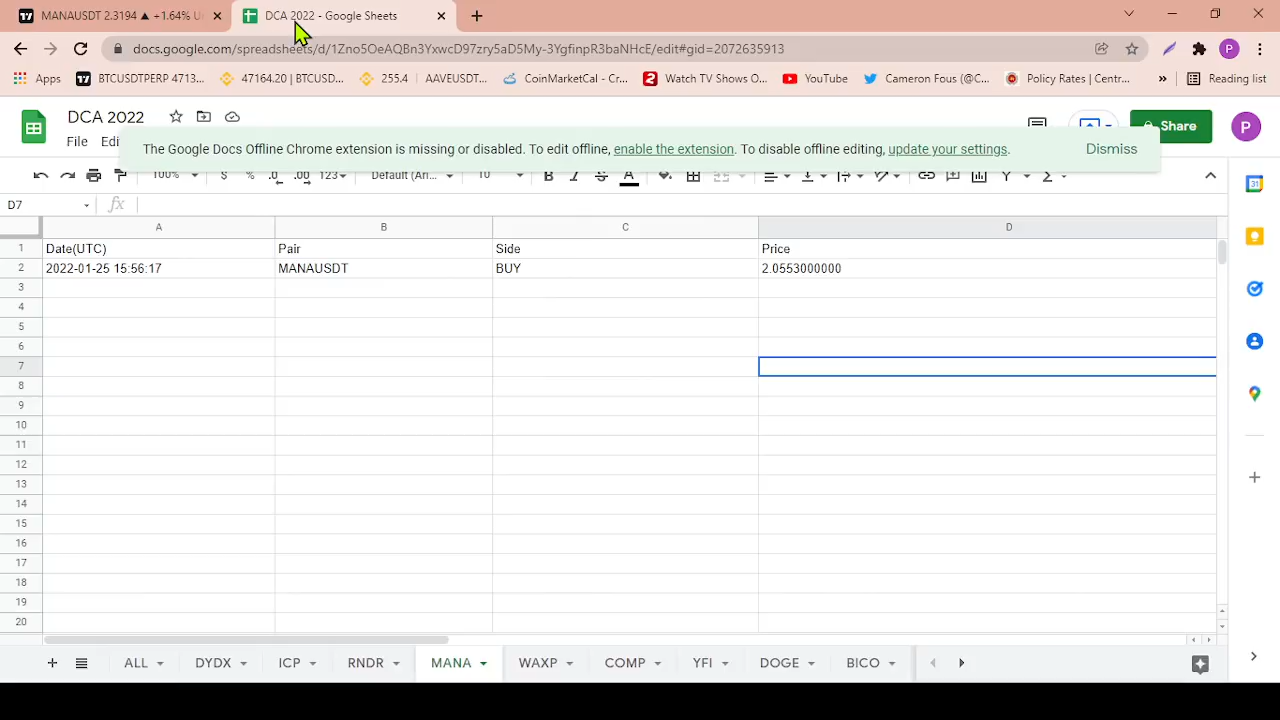 MANAUSDT 2.3194 ▲ +1.64% U
DCA 2022 - Google Sheets
docs.google.com/spreadsheets/d/1Zno5OeAQBn3YxwcD97zry5aD5My-3YgfinpR3baNHcE/edit#gid=2072635913
Apps BTCUSDTPERP 4713... 47164.20 | BTCUSD... 255.4 AAVEUSDT... CoinMarketCal - Cr... Watch TV Shows O... YouTube Cameron Fous (@C... Policy Rates | Centr... » Reading list
DCA 2022
Share
P
File Edi
The Google Docs Offline Chrome extension is missing or disabled. To edit offline, enable the extension. To disable offline editing, update your settings. Dismiss
100% $ % .0 .00 123 Default (Ari... 10 B I S A
D7 fx
A B C D
1 Date(UTC) Pair Side Price
2 2022-01-25 15:56:17 MANAUSDT BUY 2.0553000000
3
4
5
6
7
8
9
10
11
12
13
14
15
16
17
18
19
20
+ ALL DYDX ICP RNDR MANA WAXP COMP YFI DOGE BICO